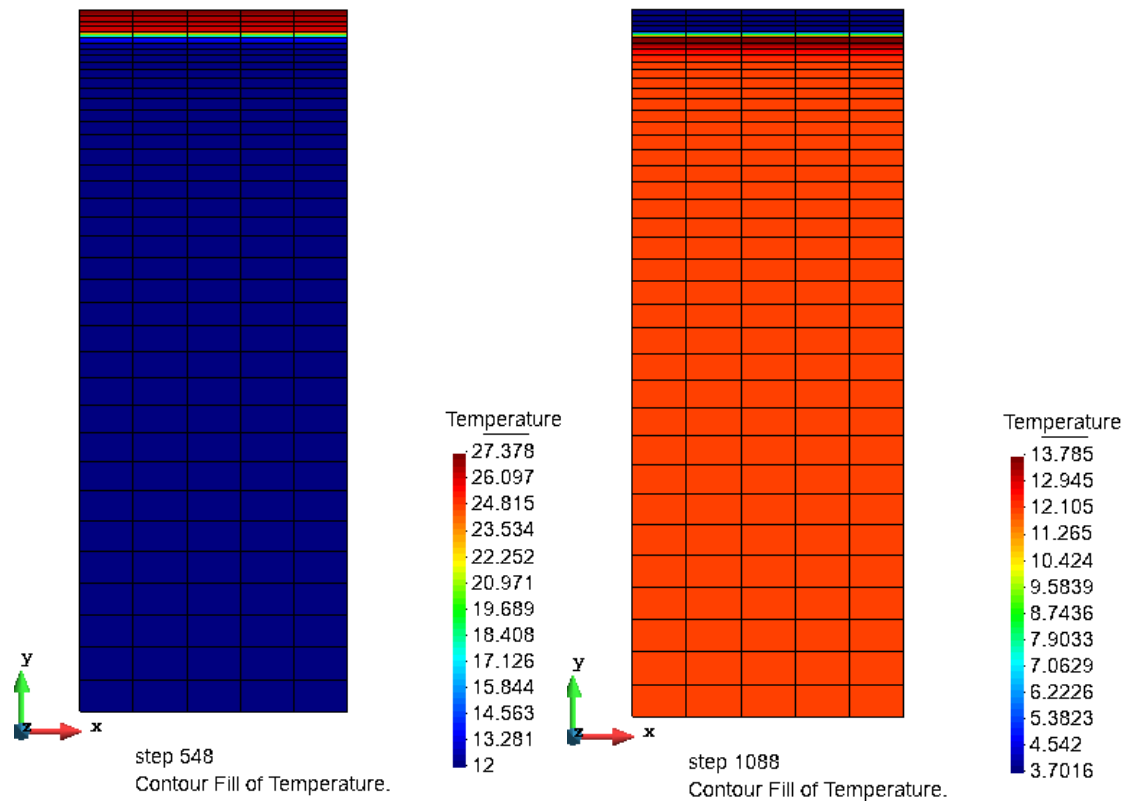 Temperature
27.378
26.097
24.815
23.534
22.252
20.971
19.689
18.408
17.126
15.844
14.563
13.281
12
y
z
x
step 548
Contour Fill of Temperature.
Temperature
13.785
12.945
12.105
11.265
10.424
9.5839
8.7436
7.9033
7.0629
6.2226
5.3823
4.542
3.7016
y
z
x
step 1088
Contour Fill of Temperature.